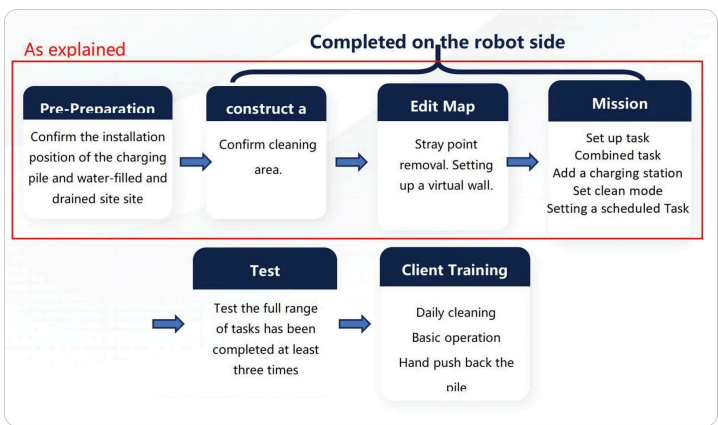 As explained
Completed on the robot side
Pre-Preparation
Confirm the installation
position of the charging
pile and water-filled and
drained site site
construct a
Confirm cleaning
area.
Edit Map
Stray point
removal. Setting
up a virtual wall.
Mission
Set up task
Combined task
Add a charging station
Set clean mode
Setting a scheduled Task
Test
Test the full range
of tasks has been
completed at least
three times
Client Training
Daily cleaning
Basic operation
Hand push back the
pile